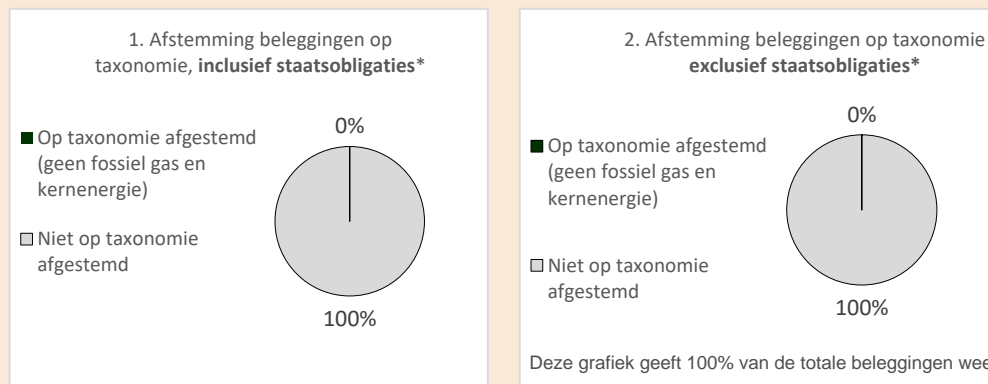 1. Afstemming beleggingen op
taxonomie, inclusief staatsobligaties*
Op taxonomie afgestemd
(geen fossiel gas en
kernenergie)
Niet op taxonomie
afgestemd
0%
100%
2. Afstemming beleggingen op taxonomie
exclusief staatsobligaties*
Op taxonomie afgestemd
(geen fossiel gas en
kernenergie)
Niet op taxonomie
afgestemd
0%
100%
Deze grafiek geeft 100% van de totale beleggingen wee